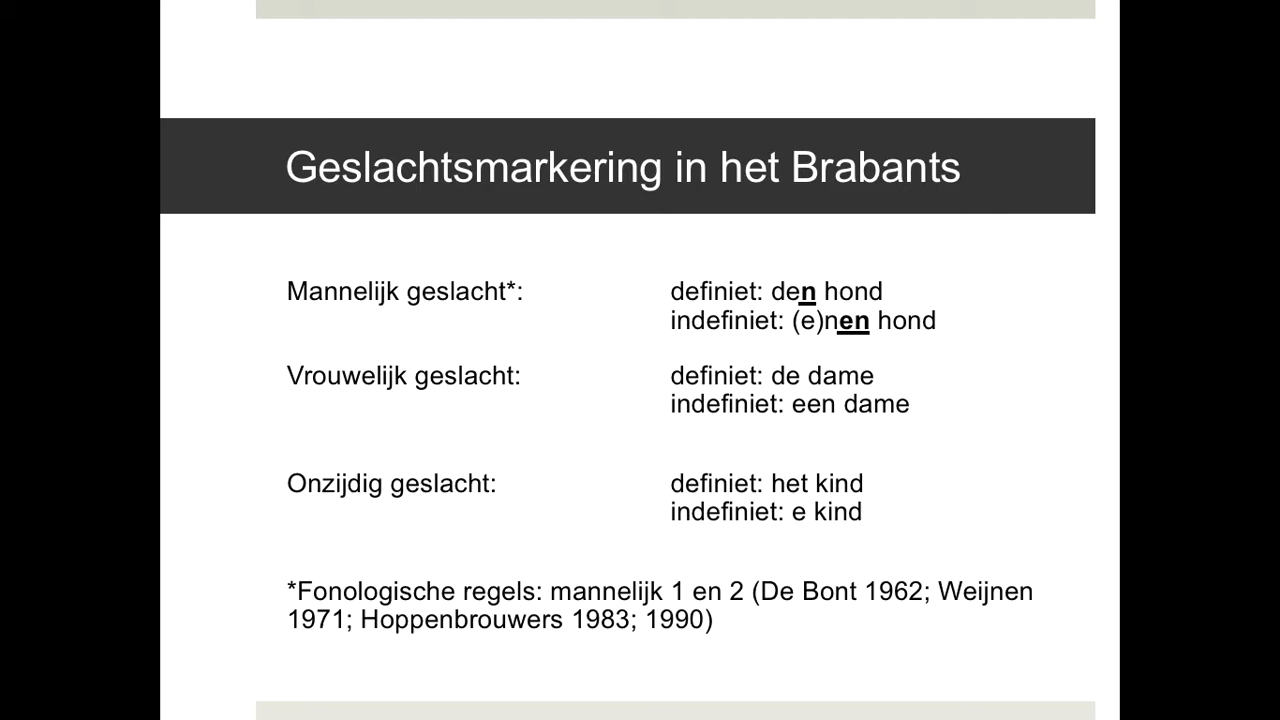 Geslachtsmarkering in het Brabants
Mannelijk geslacht*: definiet: den hond
indefiniet: (e)nen hond
Vrouwelijk geslacht: definiet: de dame
indefiniet: een dame
Onzijdig geslacht: definiet: het kind
indefiniet: e kind
*Fonologische regels: mannelijk 1 en 2 (De Bont 1962; Weijnen
1971; Hoppenbrouwers 1983; 1990)